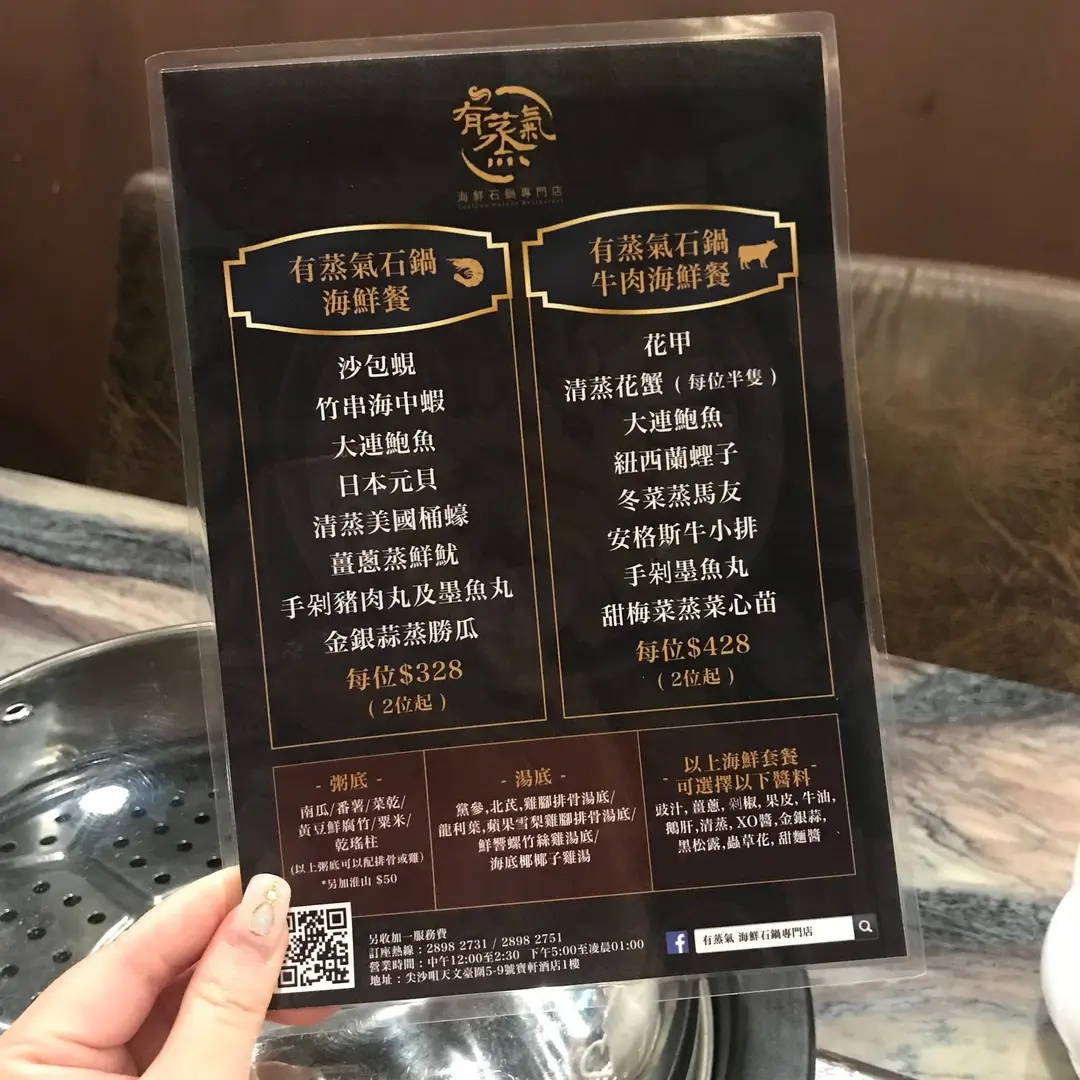 有蒸氣
海鮮石鍋專門店
有蒸氣石鍋
海鮮餐
沙包蜆
竹串海中蝦
大連鮑魚
日本元貝
清蒸美國桶蠔
薑蔥蒸鮮魷
手剁豬肉丸及墨魚丸
金銀蒜蒸勝瓜
每位$328
( 2位起 )
有蒸氣石鍋
牛肉海鮮餐
花甲
清蒸花蟹 ( 每位半隻 )
大連鮑魚
紐西蘭蟶子
冬菜蒸馬友
安格斯牛小排
手剁墨魚丸
甜梅菜蒸菜心苗
每位$428
( 2位起 )
- 粥底 -
南瓜/番薯/菜乾/
黃豆鮮腐竹/粟米/
乾瑤柱
(以上粥底可以配排骨或雞)
*另加淮山 $50
- 湯底 -
黨參,北芪,雞腳排骨湯底/
龍利葉,蘋果雪梨雞腳排骨湯底/
鮮響螺竹絲雞湯底/
海底椰椰子雞湯
以上海鮮套餐
- 可選擇以下醬料 -
豉汁, 薑蔥, 剁椒, 果皮, 牛油,
鵝肝,清蒸, XO醬,金銀蒜,
黑松露,蟲草花, 甜麵醬
另收加一服務費
訂座熱線 : 2898 2731 / 2898 2751
營業時間 : 中午12:00至2:30 下午5:00至凌晨01:00
地址 : 尖沙咀天文臺圍5-9號寶軒酒店1樓
f 有蒸氣 海鮮石鍋專門店